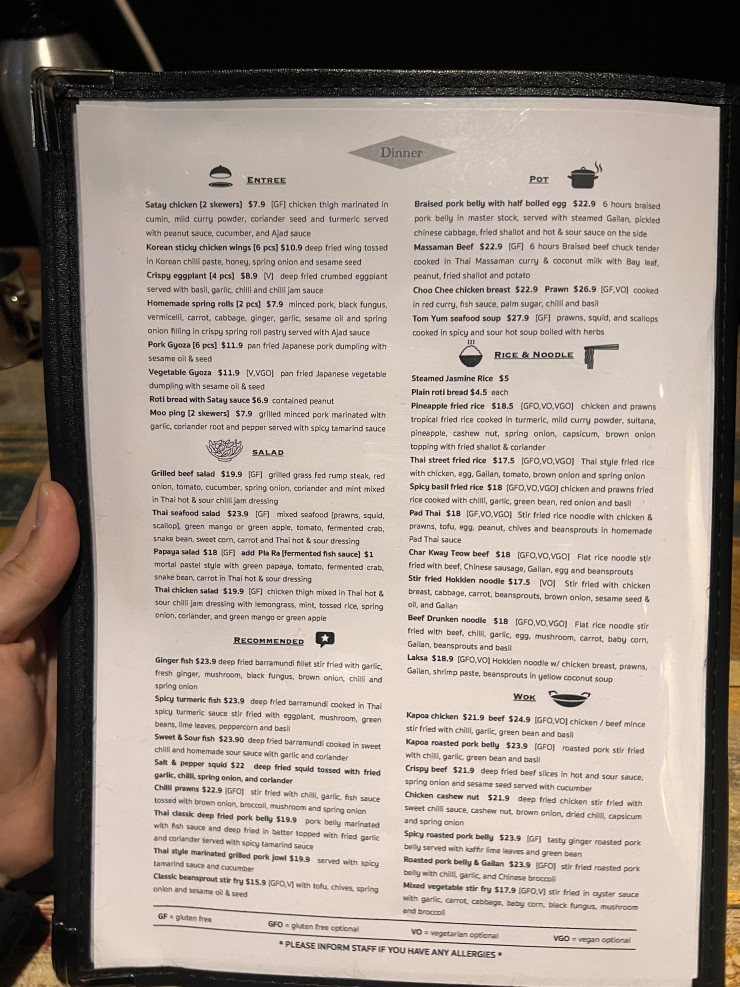 Dinner
ENTREE
Satay chicken [2 skewers] $7.9 [GF] chicken thigh marinated in
cumin, mild curry powder, coriander seed and turmeric served
with peanut sauce, cucumber, and Ajad sauce
Korean sticky chicken wings [6 pcs] $10.9 deep fried wing tossed
in Korean chilli paste, honey, spring onion and sesame seed
Crispy eggplant [4 pcs] $8.9 [V] deep fried crumbed eggplant
served with basil, garlic, chilli and chilli jam sauce
Homemade spring rolls [2 pcs] $7.9 minced pork, black fungus,
vermicelli, carrot, cabbage, ginger, garlic, sesame oil and spring
onion filling in crispy spring roll pastry served with Ajad sauce
Pork Gyoza [6 pcs] $11.9 pan fried Japanese pork dumpling with
sesame oil & seed
Vegetable Gyoza $11.9 [V,VGO] pan fried Japanese vegetable
dumpling with sesame oil & seed
Roti bread with Satay sauce $6.9 contained peanut
Moo ping [2 skewers] $7.9 grilled minced pork marinated with
garlic, coriander root and pepper served with spicy tamarind sauce
SALAD
Grilled beef salad $19.9 [GF] grilled grass fed rump steak, red
onion, tomato, cucumber, spring onion, coriander and mint mixed
in Thai hot & sour chilli jam dressing
Thai seafood salad $23.9 [GF] mixed seafood [prawns, squid,
scallop], green mango or green apple, tomato, fermented crab,
snake bean, sweet corn, carrot and Thai hot & sour dressing
Papaya salad $18 [GF] add Pla Ra [fermented fish sauce] $1
mortal pastel style with green papaya, tomato, fermented crab,
snake bean, carrot in Thai hot & sour dressing
Thai chicken salad $19.9 [GF] chicken thigh mixed in Thai hot &
sour chilli jam dressing with lemongrass, mint, tossed rice, spring
onion, coriander, and green mango or green apple
RECOMMENDED
Ginger fish $23.9 deep fried barramundi fillet stir fried with garlic,
fresh ginger, mushroom, black fungus, brown onion, chilli and
spring onion
Spicy turmeric fish $23.9 deep fried barramundi cooked in Thai
spicy turmeric sauce stir fried with eggplant, mushroom, green
beans, lime leaves, peppercorn and basil
Sweet & Sour fish $23.90 deep fried barramundi cooked in sweet
chilli and homemade sour sauce with garlic and coriander
Salt & pepper squid $22 deep fried squid tossed with fried
garlic, chilli, spring onion, and coriander
Chilli prawns $22.9 [GFO] stir fried with chilli, garlic, fish sauce
tossed with brown onion, broccoli, mushroom and spring onion
Thai classic deep fried pork belly $19.9 pork belly marinated
with fish sauce and deep fried in batter topped with fried garlic
and coriander served with spicy tamarind sauce
Thai style marinated grilled pork jowl $19.9 served with spicy
tamarind sauce and cucumber
Classic beansprout stir fry $15.9 [GFO,V] with tofu, chives, spring
onion and sesame oil & seed
POT
Braised pork belly with half boiled egg $22.9 6 hours braised
pork belly in master stock, served with steamed Gailan, pickled
chinese cabbage, fried shallot and hot & sour sauce on the side
Massaman Beef $22.9 [GF] 6 hours Braised beef chuck tender
cooked in Thai Massaman curry & coconut milk with Bay leaf,
peanut, fried shallot and potato
Choo Chee chicken breast $22.9 Prawn $26.9 [GF,VO] cooked
in red curry, fish sauce, palm sugar, chilli and basil
Tom Yum seafood soup $27.9 [GF] prawns, squid, and scallops
cooked in spicy and sour hot soup boiled with herbs
RICE & NOODLE
Steamed Jasmine Rice $5
Plain roti bread $4.5 each
Pineapple fried rice $18.5 [GFO,VO,VGO] chicken and prawns
tropical fried rice cooked in turmeric, mild curry powder, sultana,
pineapple, cashew nut, spring onion, capsicum, brown onion
topping with fried shallot & coriander
Thai street fried rice $17.5 [GFO,VO,VGO] Thai style fried rice
with chicken, egg, Gailan, tomato, brown onion and spring onion
Spicy basil fried rice $18 [GFO,VO,VGO] chicken and prawns fried
rice cooked with chilli, garlic, green bean, red onion and basil
Pad Thai $18 [GF,VO,VGO] Stir fried rice noodle with chicken &
prawns, tofu, egg, peanut, chives and beansprouts in homemade
Pad Thai sauce
Char Kway Teow beef $18 [GFO,VO,VGO] Flat rice noodle stir
fried with beef, Chinese sausage, Gailan, egg and beansprouts
Stir fried Hokkien noodle $17.5 [VO] Stir fried with chicken
breast, cabbage, carrot, beansprouts, brown onion, sesame seed &
oil, and Gailan
Beef Drunken noodle $18 [GFO,VO,VGO] Flat rice noodle stir
fried with beef, chilli, garlic, egg, mushroom, carrot, baby corn,
Gailan, beansprouts and basil
Laksa $18.9 [GFO,VO] Hokkien noodle w/ chicken breast, prawns,
Gailan, shrimp paste, beansprouts in yellow coconut soup
WOK
Kapoa chicken $21.9 beef $24.9 [GFO,VO] chicken / beef mince
stir fried with chilli, garlic, green bean and basil
Kapoa roasted pork belly $23.9 [GFO] roasted pork stir fried
with chilli, garlic, green bean and basil
Crispy beef $21.9 deep fried beef slices in hot and sour sauce,
spring onion and sesame seed served with cucumber
Chicken cashew nut $21.9 deep fried chicken stir fried with
sweet chilli sauce, cashew nut, brown onion, dried chilli, capsicum
and spring onion
Spicy roasted pork belly $23.9 [GF] tasty ginger roasted pork
belly served with kaffir lime leaves and green bean
Roasted pork belly & Gailan $23.9 [GFO] stir fried roasted pork
belly with chilli, garlic, and Chinese broccoli
Mixed vegetable stir fry $17.9 [GFO,V] stir fried in oyster sauce
with garlic, carrot, cabbage, baby corn, black fungus, mushroom
and broccoli
GF = gluten free GFO = gluten free optional VO = vegetarian optional VGO = vegan optional
* PLEASE INFORM STAFF IF YOU HAVE ANY ALLERGIES *